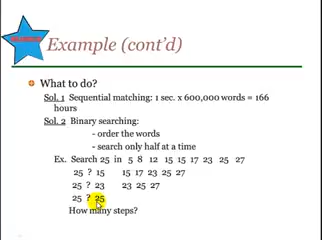 Example (cont'd)
What to do?
Sol. 1 Sequential matching: 1 sec. x 600,000 words = 166
hours
Sol. 2 Binary searching:
- order the words
- search only half at a time
Ex. Search 25 in 5 8 12 15 15 17 23 25 27
25 ? 15 15 17 23 25 27
25 ? 23 23 25 27
25 ? 25
How many steps?